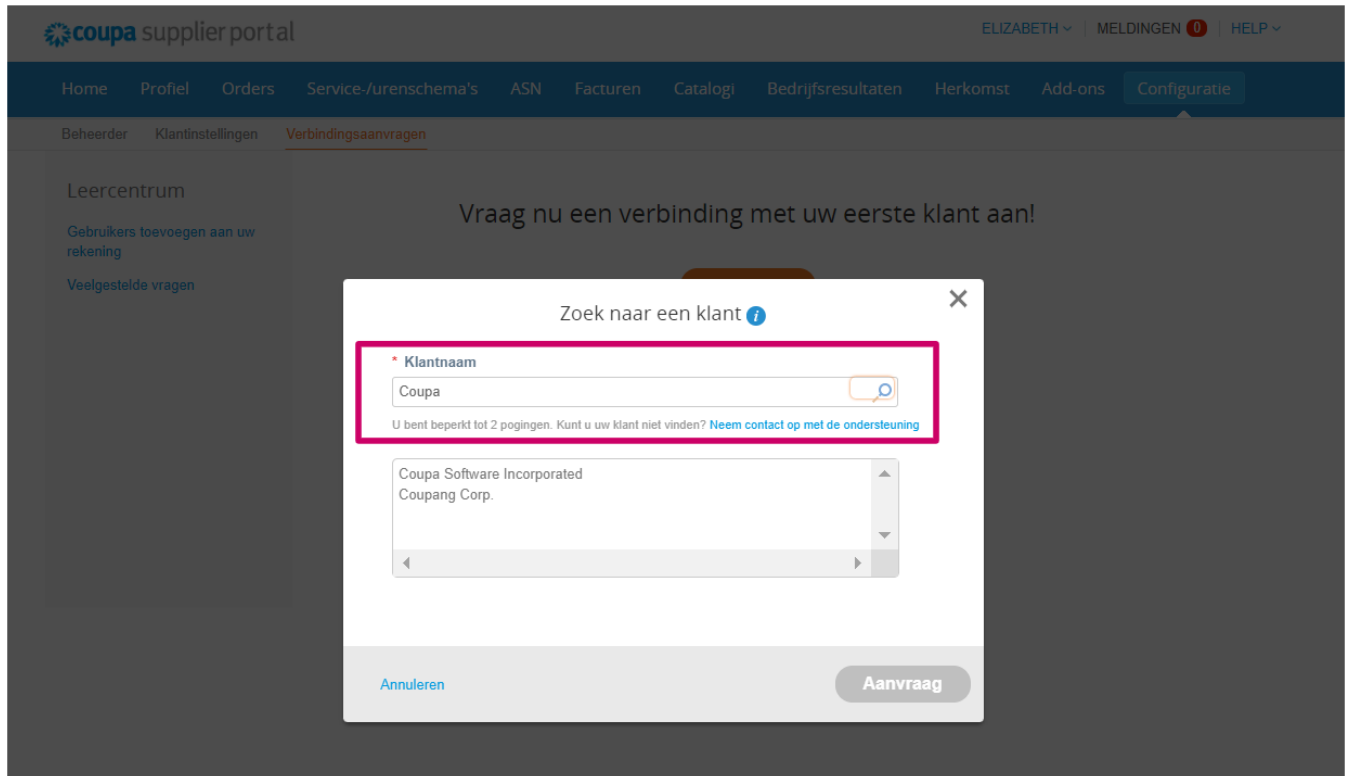 coupa supplier portal
ELIZABETH MELDINGEN 0 HELP
Home Profiel Orders Service-/urenschema's ASN Facturen Catalogi Bedrijfsresultaten Herkomst Add-ons Configuratie
Beheerder Klantinstellingen Verbindingsaanvragen
Leercentrum
Gebruikers toevoegen aan uw
rekening
Veelgestelde vragen
Vraag nu een verbinding met uw eerste klant aan!
Zoek naar een klant i
* Klantnaam
Coupa
U bent beperkt tot 2 pogingen. Kunt u uw klant niet vinden? Neem contact op met de ondersteuning
Coupa Software Incorporated
Coupang Corp.
Annuleren
Aanvraag